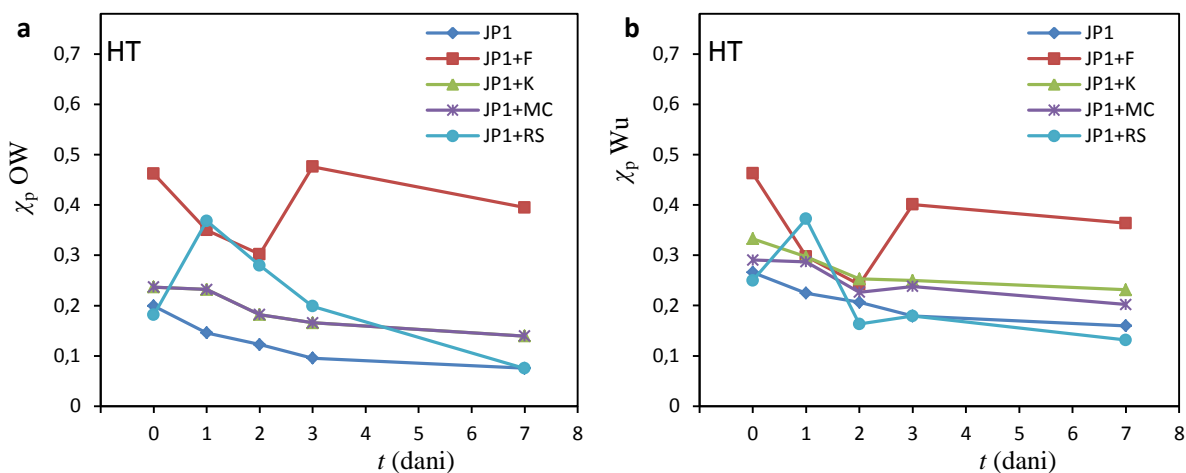 a
HT
JP1
JP1+F
JP1+K
JP1+MC
JP1+RS
0,7
0,6
0,5
0,4
0,3
0,2
0,1
0
χp OW
0 1 2 3 4 5 6 7 8
t (dani)
b
HT
JP1
JP1+F
JP1+K
JP1+MC
JP1+RS
0,7
0,6
0,5
0,4
0,3
0,2
0,1
0
χp Wu
0 1 2 3 4 5 6 7 8
t (dani)